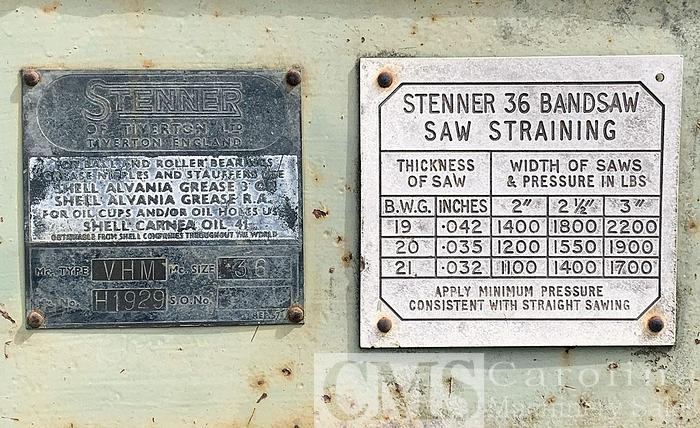 STENNER
OF TIVERTON LTD
TIVERTON ENGLAND
FOR BALL AND ROLLER BEARINGS
GREASE NIPPLES AND STAUFFERS USE
SHELL ALVANIA GREASE 3 OR
SHELL ALVANIA GREASE R.A.
FOR OIL CUPS AND/OR OIL HOLES USE
SHELL CARNEA OIL 41
OBTAINABLE FROM SHELL COMPANIES THROUGHOUT THE WORLD
Mc. TYPE VHM Mc. SIZE 36
No. H1929 S.O.No.
STENNER 36 BANDSAW
SAW STRAINING
THICKNESS OF SAW WIDTH OF SAWS & PRESSURE IN LBS
B.W.G. INCHES 2" 2½" 3"
19 ·042 1400 1800 2200
20 ·035 1200 1550 1900
21 ·032 1100 1400 1700
APPLY MINIMUM PRESSURE
CONSISTENT WITH STRAIGHT SAWING
CMS Carolina
Machinery Sales